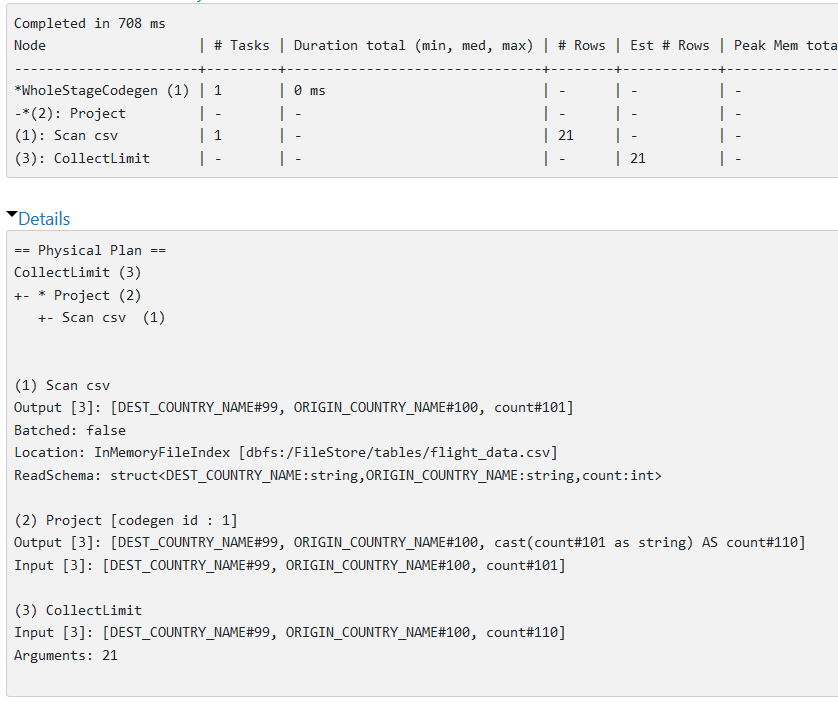 Completed in 708 ms
Node                    | # Tasks | Duration total (min, med, max) | # Rows | Est # Rows | Peak Mem tota
------------------------+---------+--------------------------------+--------+------------+--------------
*WholeStageCodegen (1) | 1 | 0 ms | - | - | -
-*(2): Project | - | - | - | - | -
(1): Scan csv | 1 | - | 21 | - | -
(3): CollectLimit | - | - | - | 21 | -
Details
== Physical Plan ==
CollectLimit (3)
+- * Project (2)
   +- Scan csv  (1)
(1) Scan csv
Output [3]: [DEST_COUNTRY_NAME#99, ORIGIN_COUNTRY_NAME#100, count#101]
Batched: false
Location: InMemoryFileIndex [dbfs:/FileStore/tables/flight_data.csv]
ReadSchema: struct<DEST_COUNTRY_NAME:string,ORIGIN_COUNTRY_NAME:string,count:int>
(2) Project [codegen id : 1]
Output [3]: [DEST_COUNTRY_NAME#99, ORIGIN_COUNTRY_NAME#100, cast(count#101 as string) AS count#110]
Input [3]: [DEST_COUNTRY_NAME#99, ORIGIN_COUNTRY_NAME#100, count#101]
(3) CollectLimit
Input [3]: [DEST_COUNTRY_NAME#99, ORIGIN_COUNTRY_NAME#100, count#110]
Arguments: 21